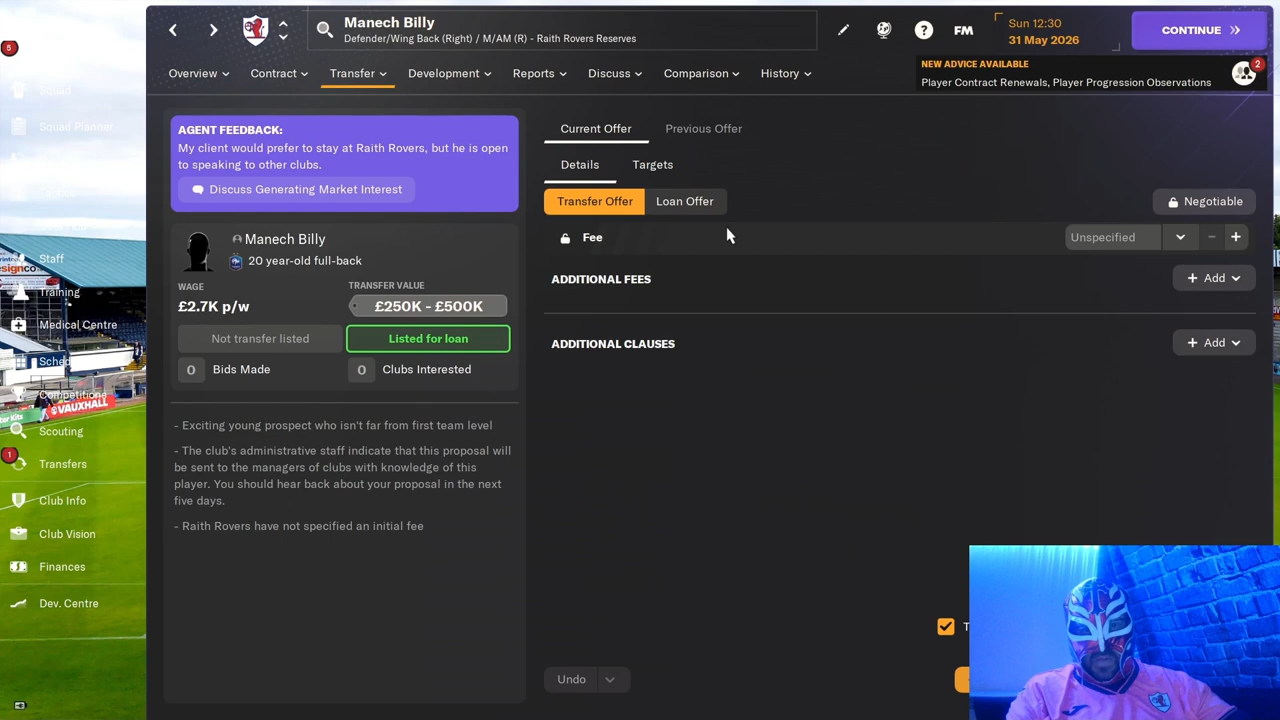 Manech Billy
Defender/Wing Back (Right) / M/AM (R) - Raith Rovers Reserves
FM
Sun 12:30
31 May 2026
CONTINUE
Overview
Contract
Transfer
Development
Reports
Discuss
Comparison
History
NEW ADVICE AVAILABLE
Player Contract Renewals, Player Progression Observations
2
5
Squad
Squad Planner
Staff
Training
Medical Centre
Sched
Competitions
VAUXHALL
Scouting
1
Transfers
Club Info
Club Vision
Finances
Dev. Centre
AGENT FEEDBACK:
My client would prefer to stay at Raith Rovers, but he is open
to speaking to other clubs.
Discuss Generating Market Interest
Manech Billy
20 year-old full-back
WAGE
£2.7K p/w
TRANSFER VALUE
£250K - £500K
Not transfer listed
Listed for loan
0 Bids Made
0 Clubs Interested
- Exciting young prospect who isn't far from first team level
- The club's administrative staff indicate that this proposal will
be sent to the managers of clubs with knowledge of this
player. You should hear back about your proposal in the next
five days.
- Raith Rovers have not specified an initial fee
Current Offer
Previous Offer
Details
Targets
Transfer Offer
Loan Offer
Negotiable
Fee
Unspecified
ADDITIONAL FEES
Add
ADDITIONAL CLAUSES
Add
Undo